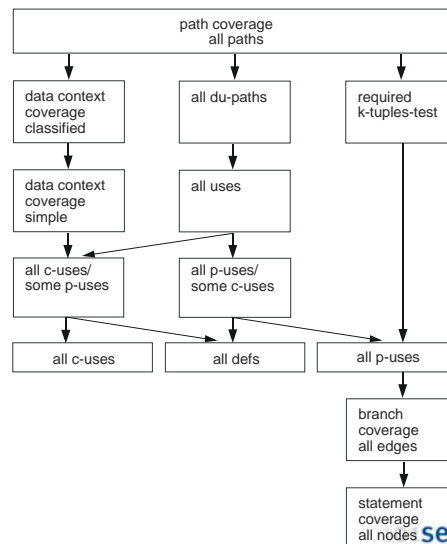 path coverage
all paths
data context
coverage
classified
all du-paths
required
k-tuples-test
data context
coverage
simple
all uses
all c-uses/
some p-uses
all p-uses/
some c-uses
all c-uses
all defs
all p-uses
branch
coverage
all edges
statement
coverage
all nodes
se